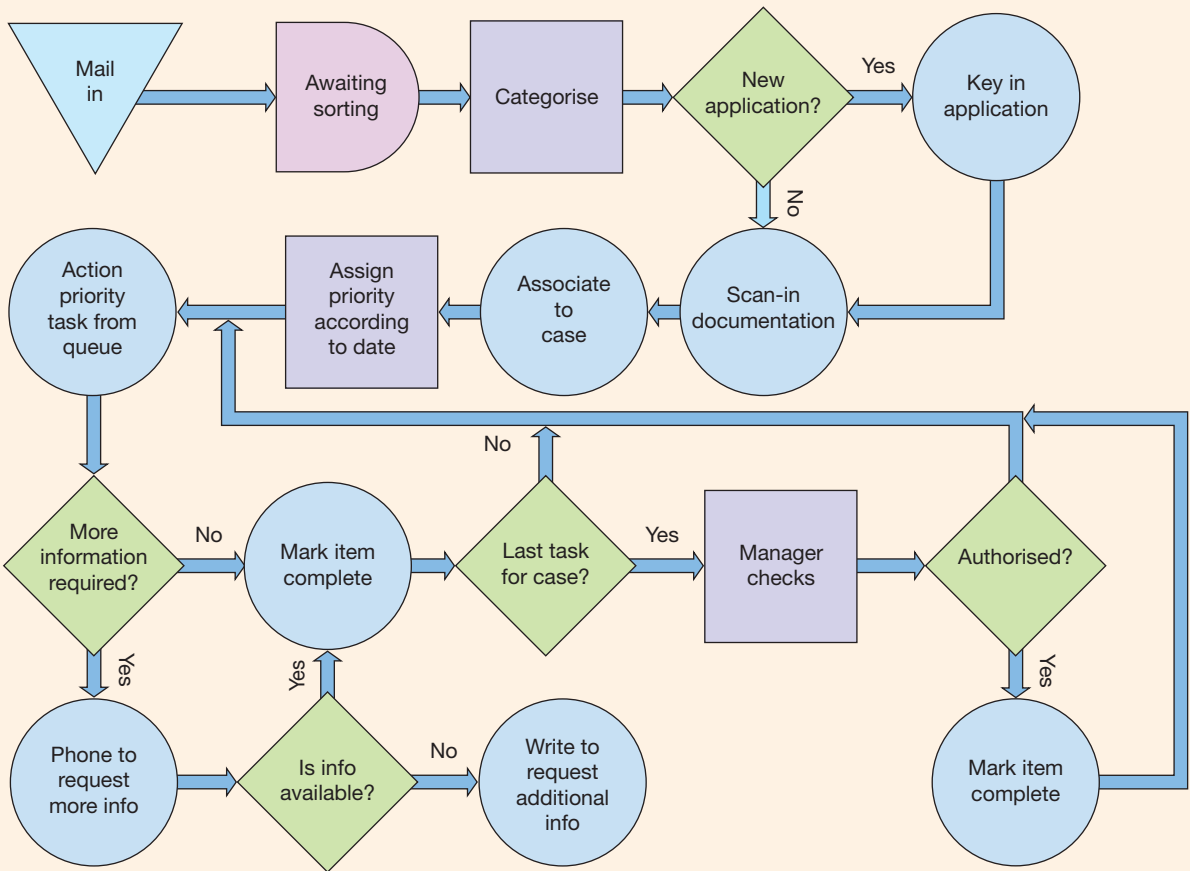 Mail
in
Awaiting
sorting
Categorise
New
application?
Yes
Key in
application
No
Action
priority
task from
queue
Assign
priority
according
to date
Associate
to
case
Scan-in
documentation
No
More
information
required?
No
Mark item
complete
Last task
for case?
Yes
Manager
checks
Authorised?
Yes
Yes
Yes
Phone to
request
more info
Is info
available?
No
Write to
request
additional
info
Mark item
complete